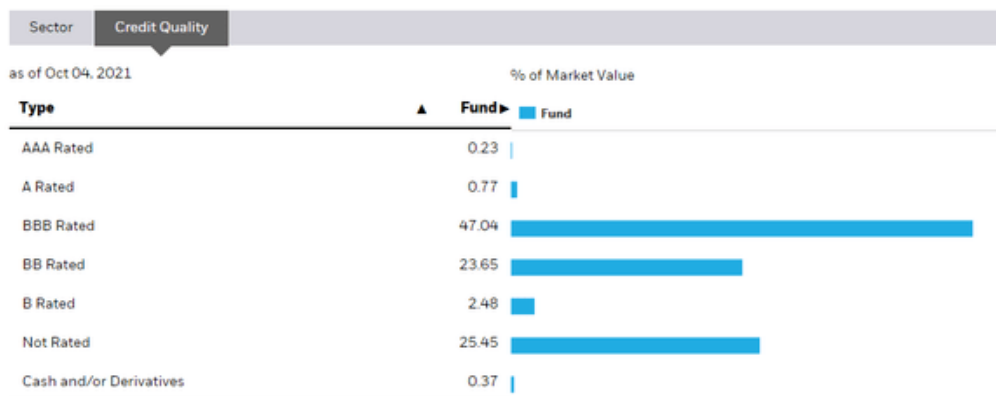 Sector Credit Quality
as of Oct 04, 2021 % of Market Value
Type ▲ Fund▶ Fund
AAA Rated 0.23
A Rated 0.77
BBB Rated 47.04
BB Rated 23.65
B Rated 2.48
Not Rated 25.45
Cash and/or Derivatives 0.37